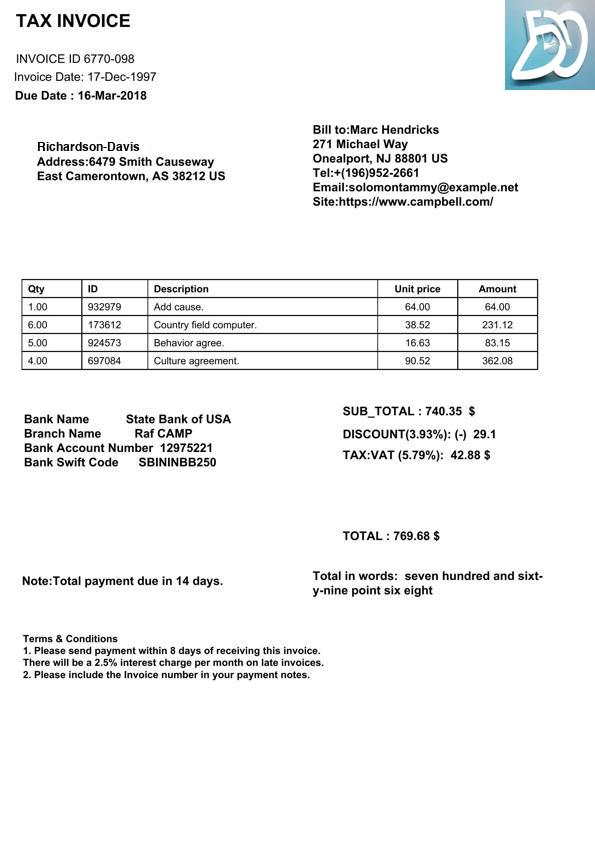 TAX INVOICE
INVOICE ID 6770-098
Invoice Date: 17-Dec-1997
Due Date : 16-Mar-2018
Richardson-Davis
Address:6479 Smith Causeway
East Camerontown, AS 38212 US
Bill to:Marc Hendricks
271 Michael Way
Onealport, NJ 88801 US
Tel:+(196)952-2661
Email:solomontammy@example.net
Site:https://www.campbell.com/
Qty ID Description Unit price Amount
1.00 932979 Add cause. 64.00 64.00
6.00 173612 Country field computer. 38.52 231.12
5.00 924573 Behavior agree. 16.63 83.15
4.00 697084 Culture agreement. 90.52 362.08
Bank Name State Bank of USA
Branch Name Raf CAMP
Bank Account Number 12975221
Bank Swift Code SBININBB250
SUB_TOTAL : 740.35 $
DISCOUNT(3.93%): (-) 29.1
TAX:VAT (5.79%): 42.88 $
TOTAL : 769.68 $
Note:Total payment due in 14 days.
Total in words: seven hundred and sixt-
y-nine point six eight
Terms & Conditions
1. Please send payment within 8 days of receiving this invoice.
There will be a 2.5% interest charge per month on late invoices.
2. Please include the Invoice number in your payment notes.